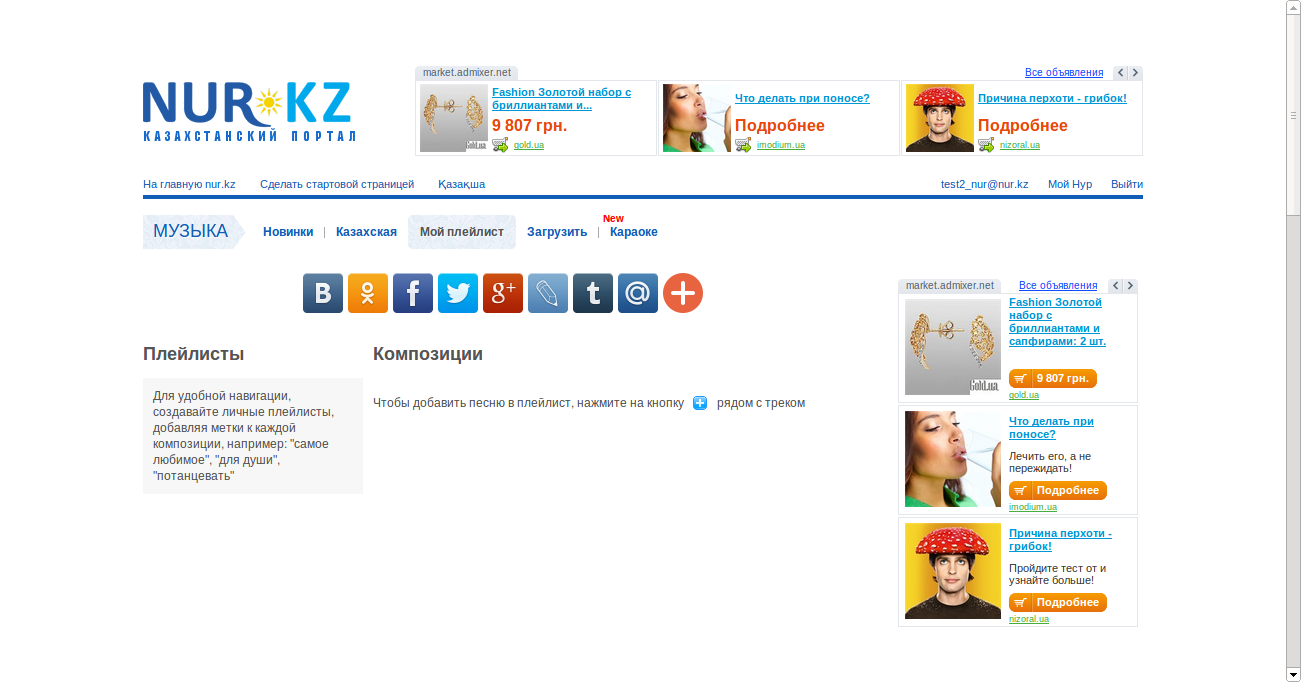 NUR KZ
КАЗАХСТАНСКИЙ ПОРТАЛ
market.admixer.net
Все объявления
Fashion Золотой набор с
бриллиантами и...
9 807 грн.
gold.ua
Gold.ua
Что делать при поносе?
Подробнее
imodium.ua
Причина перхоти - грибок!
Подробнее
nizoral.ua
На главную nur.kz
Сделать стартовой страницей
Қазақша
test2_nur@nur.kz
Мой Нур
Выйти
МУЗЫКА
Новинки
Казахская
Мой плейлист
Загрузить
New
Караоке
Плейлисты
Для удобной навигации,
создавайте личные плейлисты,
добавляя метки к каждой
композиции, например: "самое
любимое", "для души",
"потанцевать"
Композиции
Чтобы добавить песню в плейлист, нажмите на кнопку рядом с треком
market.admixer.net
Все объявления
Fashion Золотой
набор с
бриллиантами и
сапфирами: 2 шт.
Gold.ua
9 807 грн.
gold.ua
Что делать при
поносе?
Лечить его, а не
пережидать!
Подробнее
imodium.ua
Причина перхоти -
грибок!
Пройдите тест от и
узнайте больше!
Подробнее
nizoral.ua